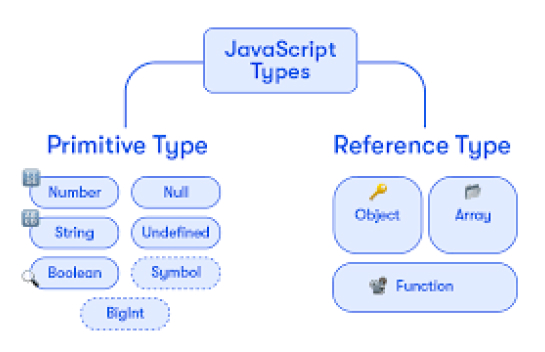 JavaScript
Types
Primitive Type
Reference Type
Number
Null
String
Undefined
Boolean
Symbol
BigInt
Object
Array
Function